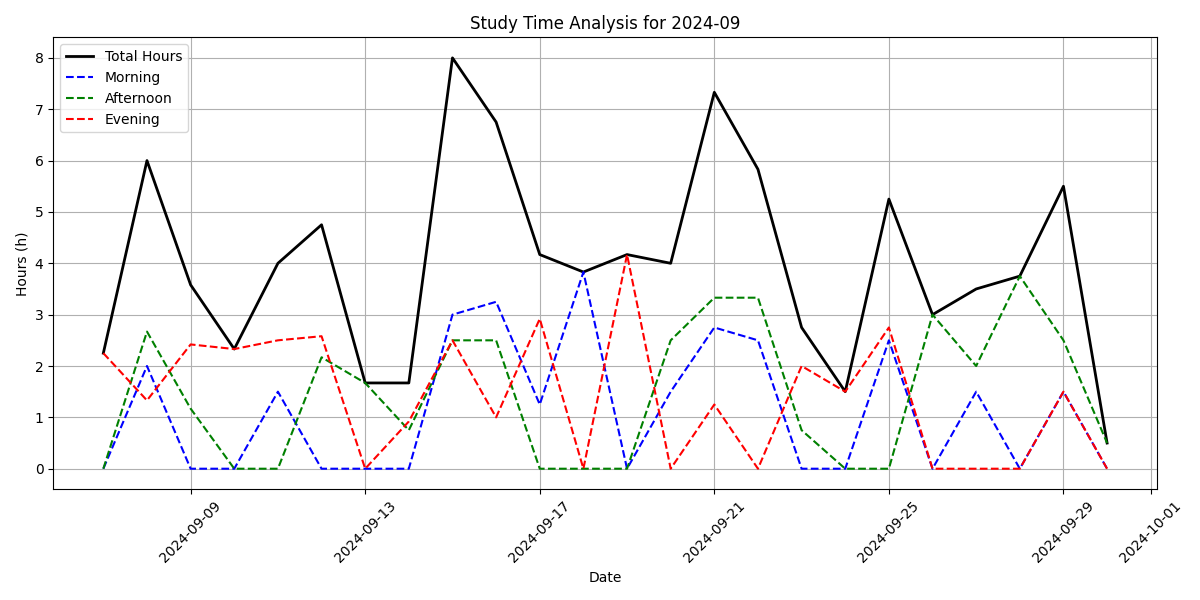 Study Time Analysis for 2024-09
Total Hours
Morning
Afternoon
Evening
8
7
6
5
4
3
2
1
0
Hours (h)
2024-09-09
2024-09-13
2024-09-17
2024-09-21
2024-09-25
2024-09-29
2024-10-01
Date